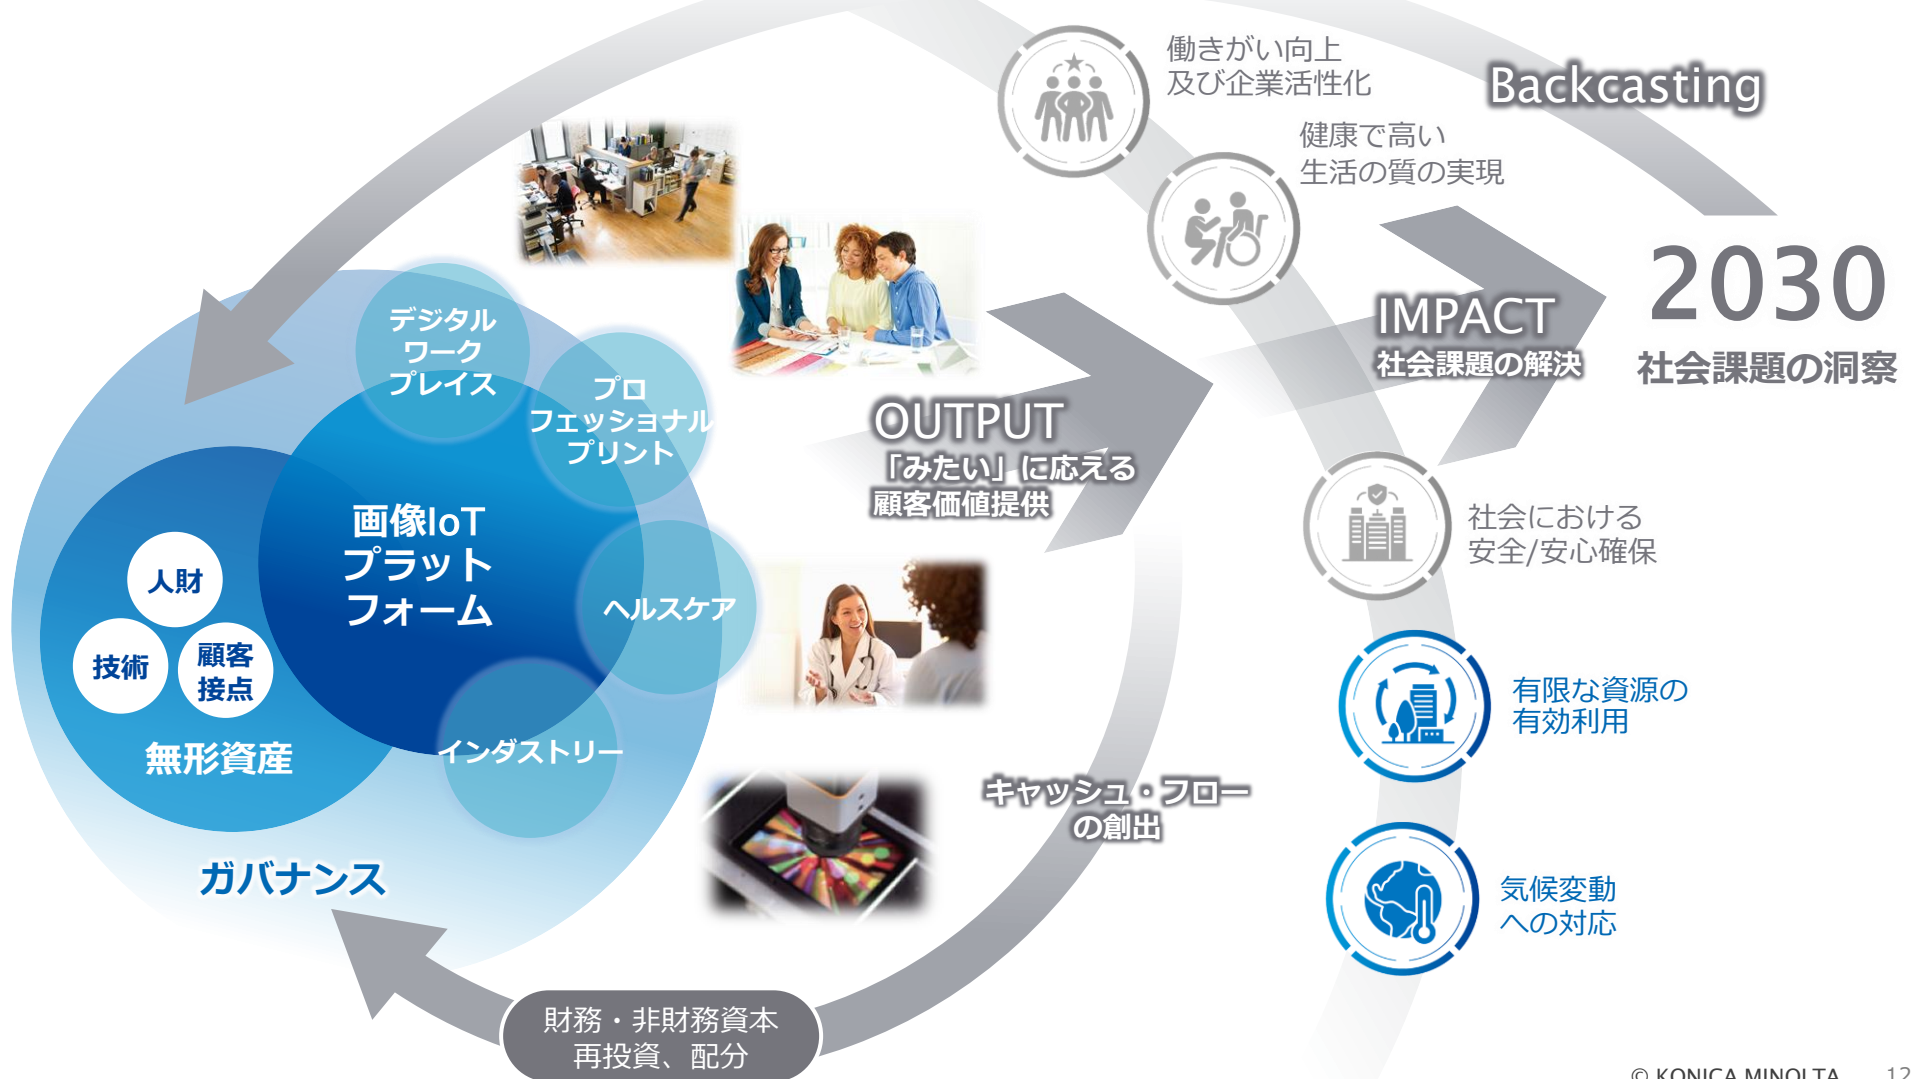 働きがい向上
及び企業活性化
Backcasting
健康で高い
生活の質の実現
2030
社会課題の洞察
IMPACT
社会課題の解決
デジタル
ワーク
プレイス
プロ
フェッショナル
プリント
OUTPUT
「みたい」に応える
顧客価値提供
画像IoT
プラット
フォーム
人財
技術
顧客
接点
無形資産
ヘルスケア
インダストリー
ガバナンス
社会における
安全/安心確保
有限な資源の
有効利用
キャッシュ・フロー
の創出
気候変動
への対応
財務・非財務資本
再投資、配分
© KONICA MINOLTA 12